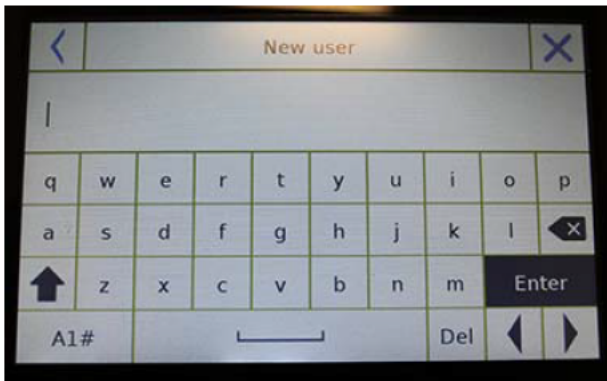 New user
q w e r t y u i o p
a s d f g h j k l
z x c v b n m Enter
A1# Del